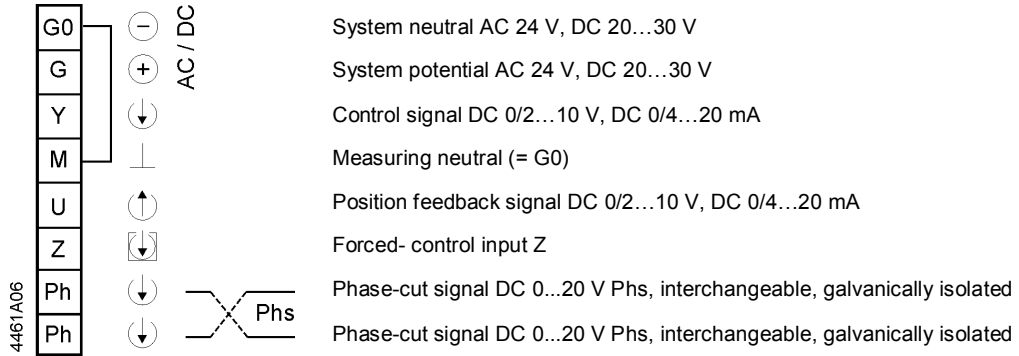 G0 AC / DC System neutral AC 24 V, DC 20…30 V
G System potential AC 24 V, DC 20…30 V
Y Control signal DC 0/2…10 V, DC 0/4…20 mA
M Measuring neutral (= G0)
U Position feedback signal DC 0/2…10 V, DC 0/4…20 mA
Z Forced- control input Z
Ph Phs Phase-cut signal DC 0...20 V Phs, interchangeable, galvanically isolated
Ph Phase-cut signal DC 0...20 V Phs, interchangeable, galvanically isolated
4461A06